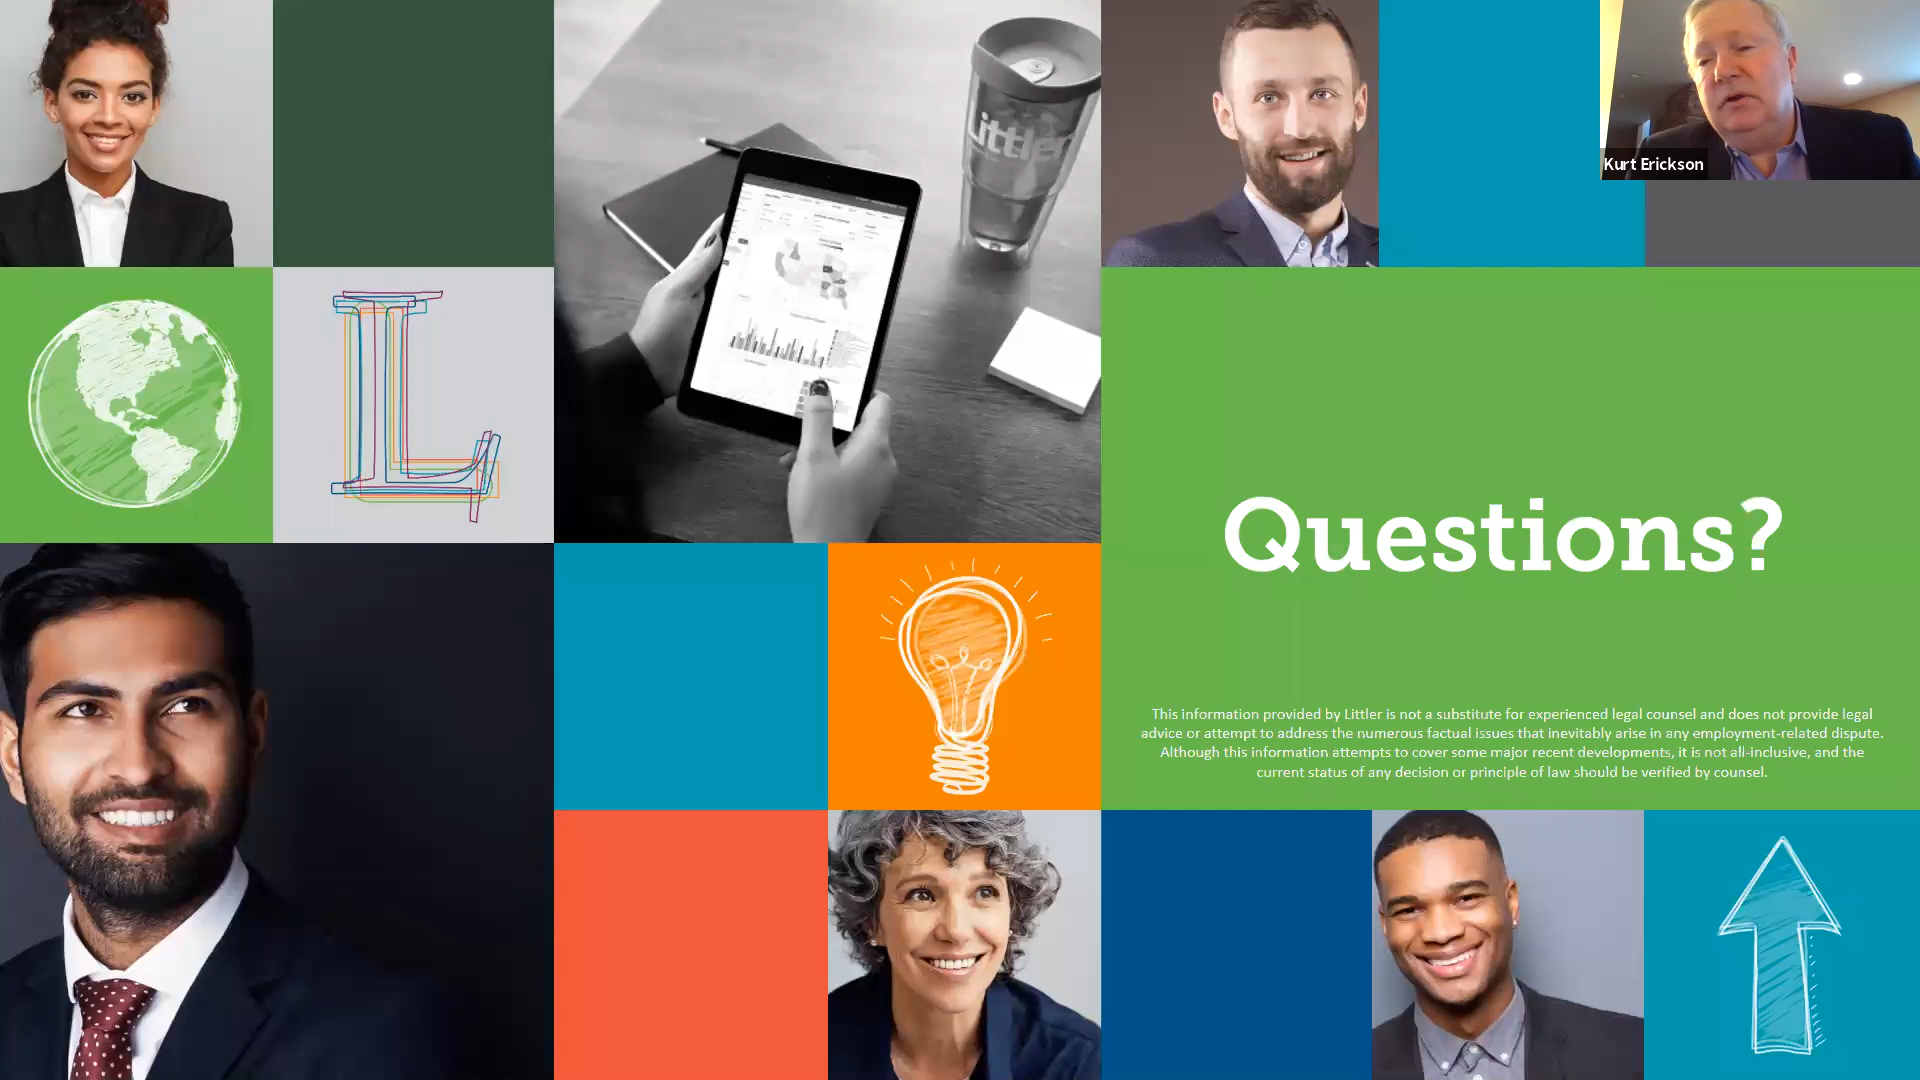 Littler
Kurt Erickson
Questions?
This information provided by Littler is not a substitute for experienced legal counsel and does not provide legal
advice or attempt to address the numerous factual issues that inevitably arise in any employment-related dispute.
Although this information attempts to cover some major recent developments, it is not all-inclusive, and the
current status of any decision or principle of law should be verified by counsel.